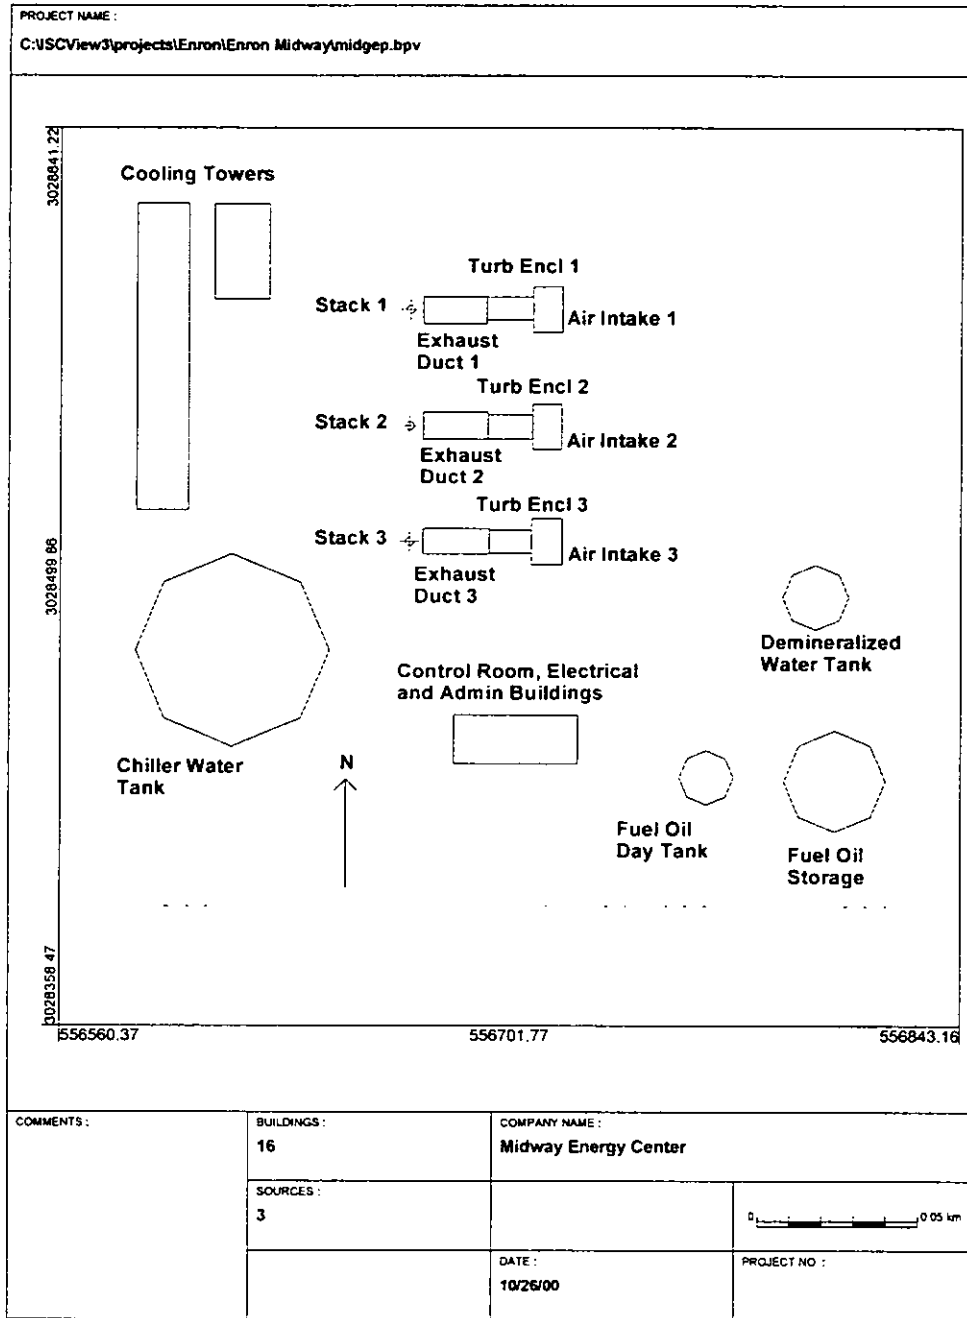 PROJECT NAME :
C:\ISCView3\projects\Enron\Enron Midway\midgep.bpv
3028841.22
Cooling Towers
Turb Encl 1
Stack 1
Air Intake 1
Exhaust
Duct 1
Turb Encl 2
Stack 2
Air Intake 2
Exhaust
Duct 2
Turb Encl 3
Stack 3
Air Intake 3
3028499 86
Exhaust
Duct 3
Demineralized
Water Tank
Control Room, Electrical
and Admin Buildings
Chiller Water
Tank
N
Fuel Oil
Day Tank
Fuel Oil
Storage
3028358 47
556560.37
556701.77
556843.16
COMMENTS :
BUILDINGS :
16
COMPANY NAME :
Midway Energy Center
SOURCES :
3
0
0.05 km
DATE :
10/26/00
PROJECT NO :